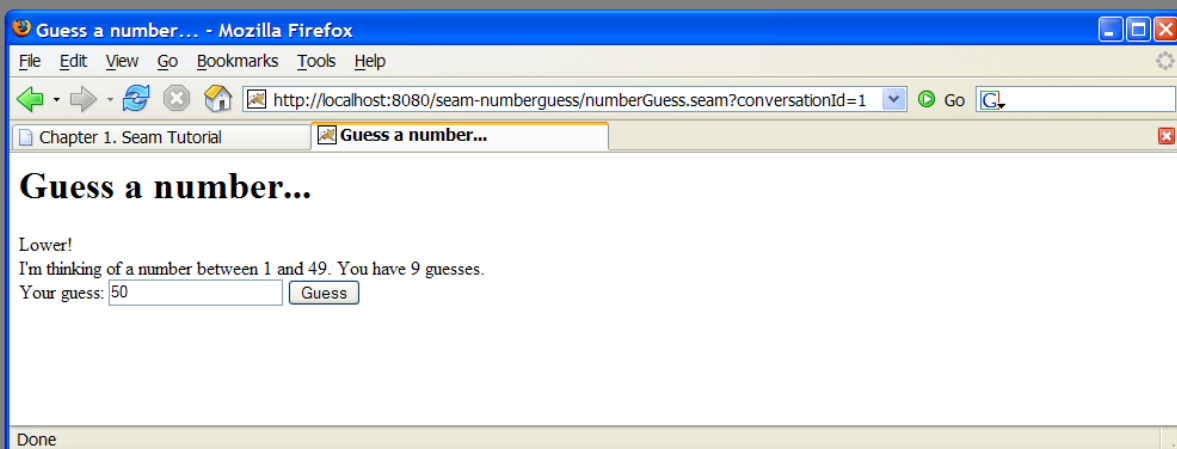 Guess a number... - Mozilla Firefox
File Edit View Go Bookmarks Tools Help
http://localhost:8080/seam-numberguess/numberGuess.seam?conversationId=1 Go G
Chapter 1. Seam Tutorial Guess a number...
Guess a number...
Lower!
I'm thinking of a number between 1 and 49. You have 9 guesses.
Your guess: 50 Guess
Done